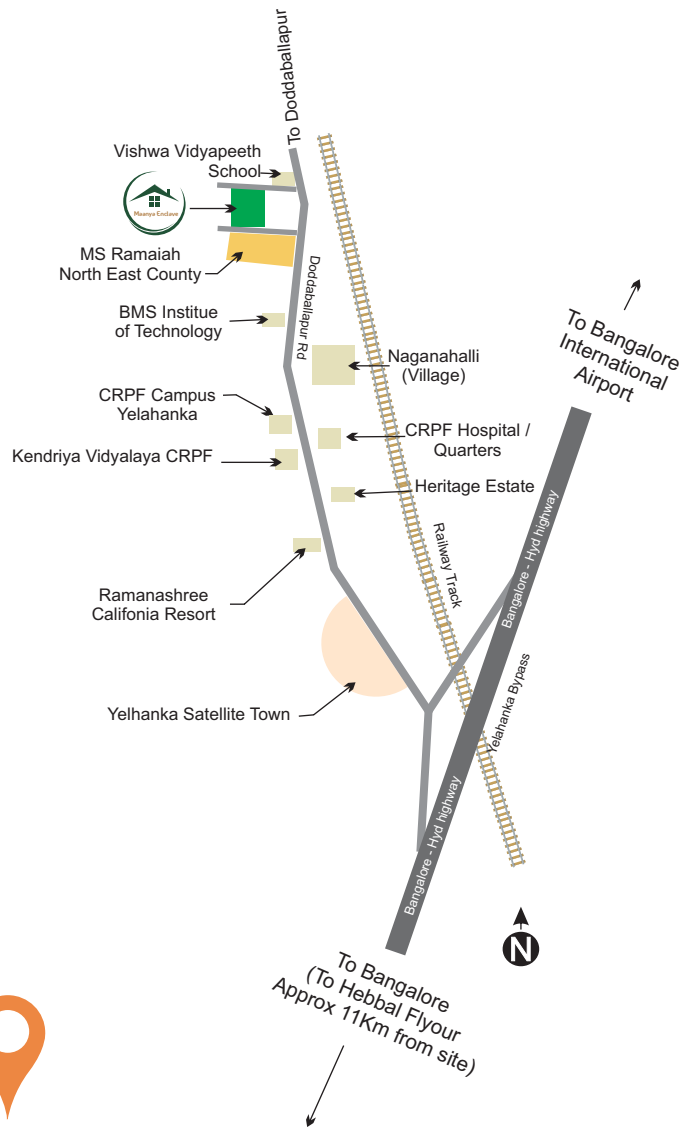 To Doddaballapur
Vishwa Vidyapeeth
School
Maanya Enclave
MS Ramaiah
North East County
Doddaballapur Rd
BMS Institue
of Technology
Naganahalli
(Village)
To Bangalore
International
Airport
CRPF Campus
Yelahanka
CRPF Hospital /
Quarters
Kendriya Vidyalaya CRPF
Heritage Estate
Railway Track
Bangalore - Hyd highway
Ramanashree
Califonia Resort
Yelahanka Bypass
Yelhanka Satellite Town
Bangalore - Hyd highway
N
To Bangalore
(To Hebbal Flyour
Approx 11Km from site)